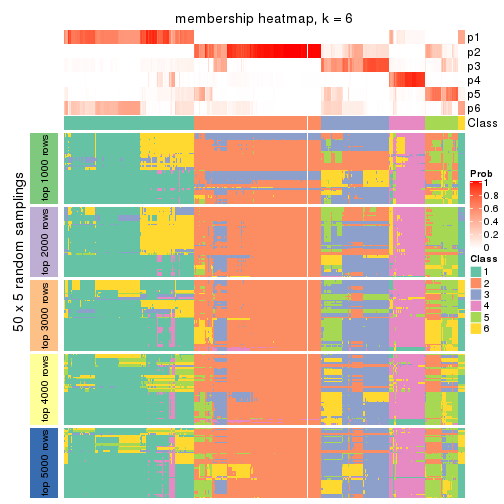 membership heatmap, k = 6
p1
p2
p3
p4
p5
p6
Class
50 x 5 random samplings
top 1000 rows
top 2000 rows
top 3000 rows
top 4000 rows
top 5000 rows
Prob
1
0.8
0.6
0.4
0.2
0
Class
1
2
3
4
5
6